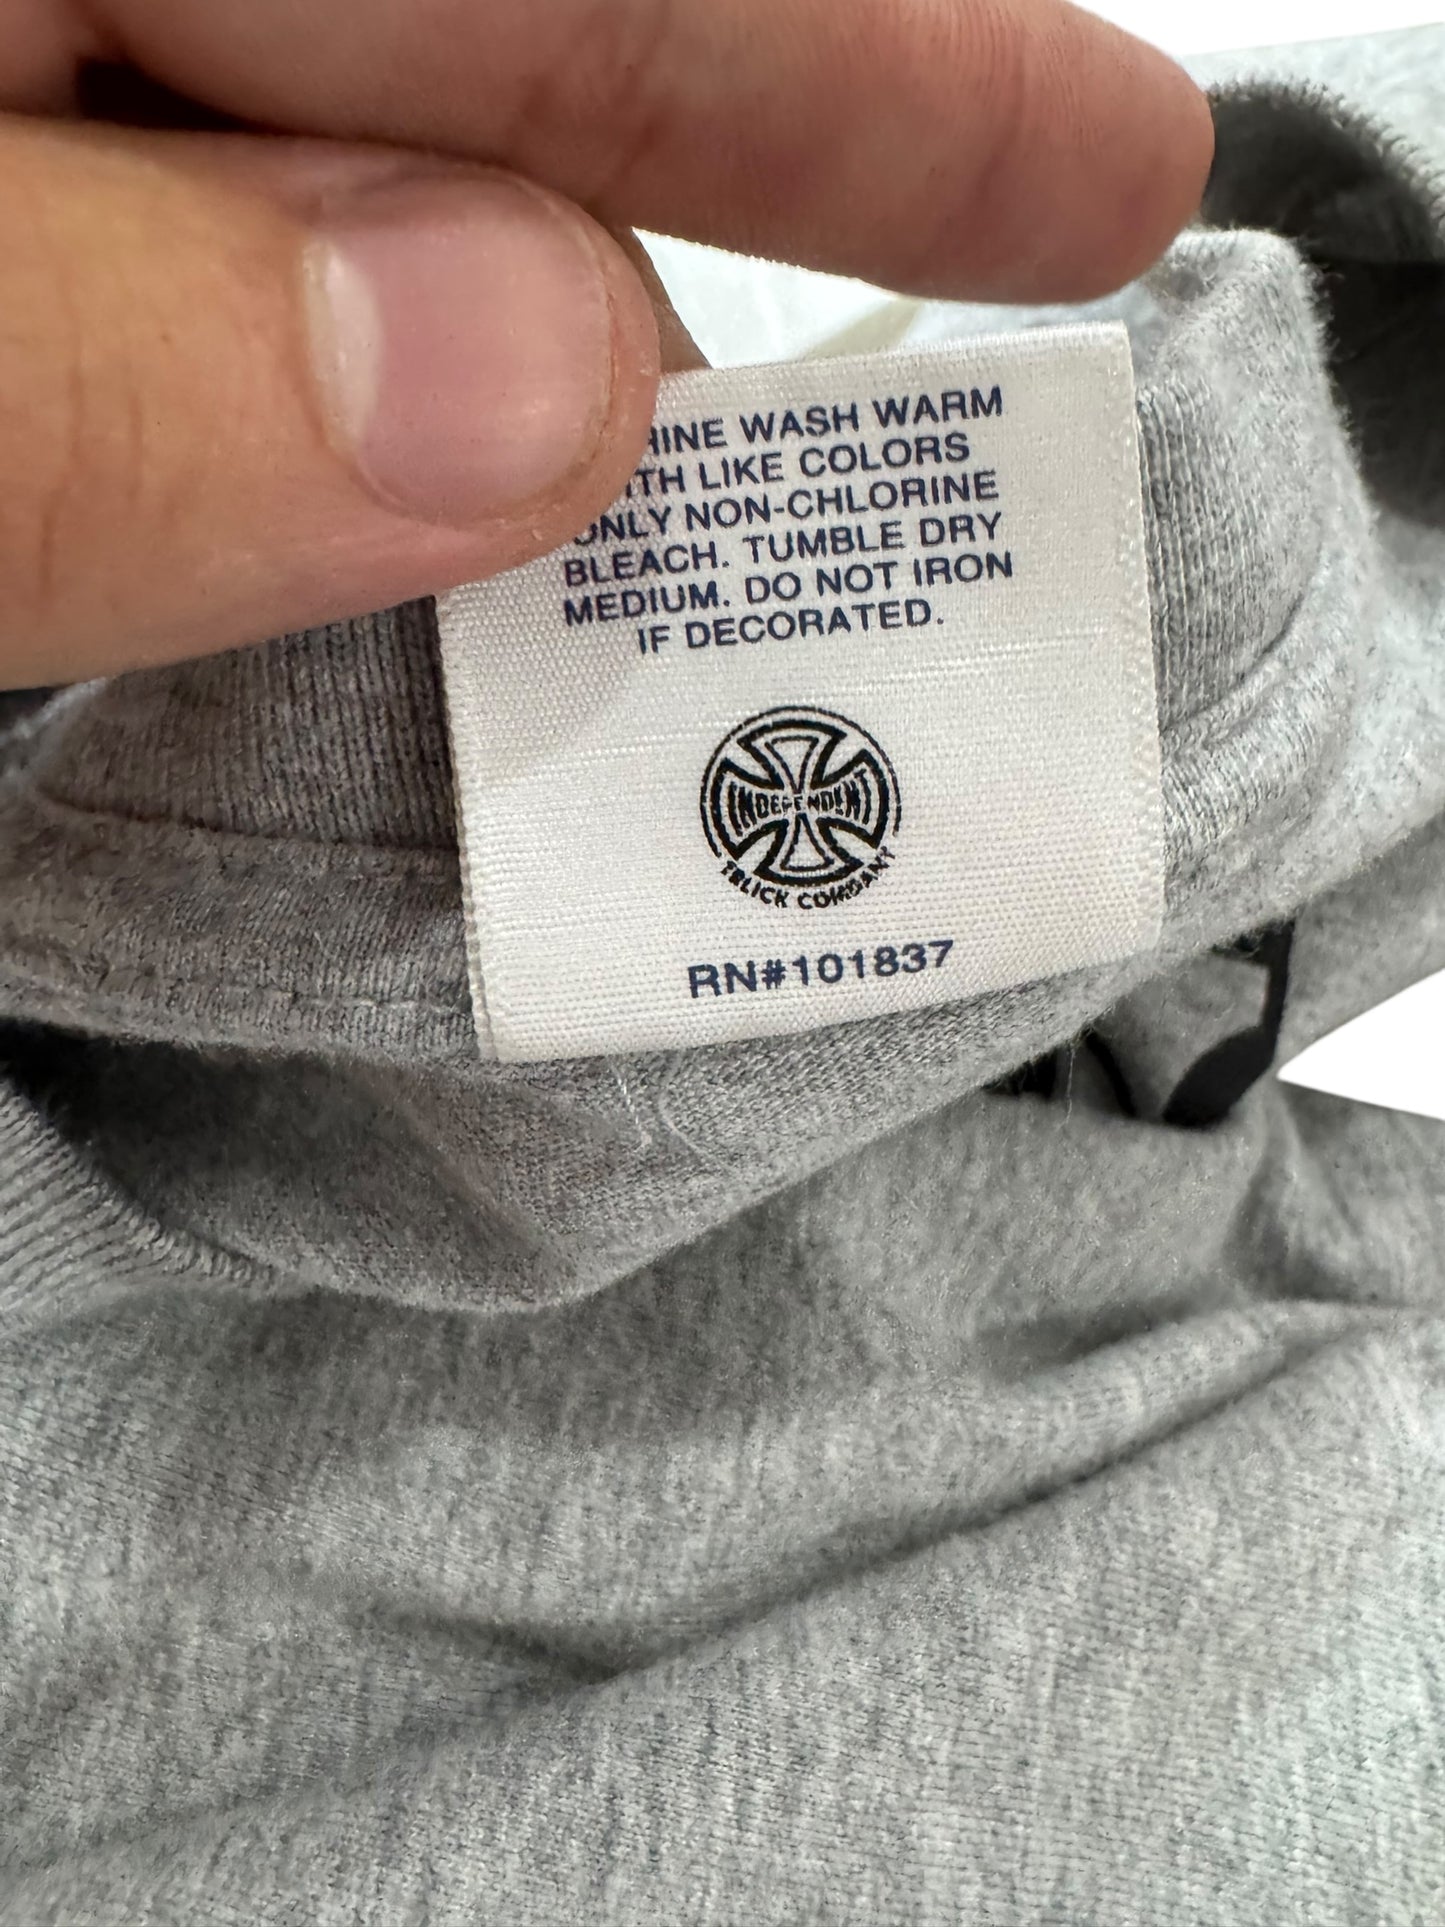 HINE WASH WARM
TH LIKE COLORS
ONLY NON-CHLORINE
BLEACH. TUMBLE DRY
MEDIUM. DO NOT IRON
IF DECORATED.
INDEPENDENT
TRUCK COMPANY
RN#101837